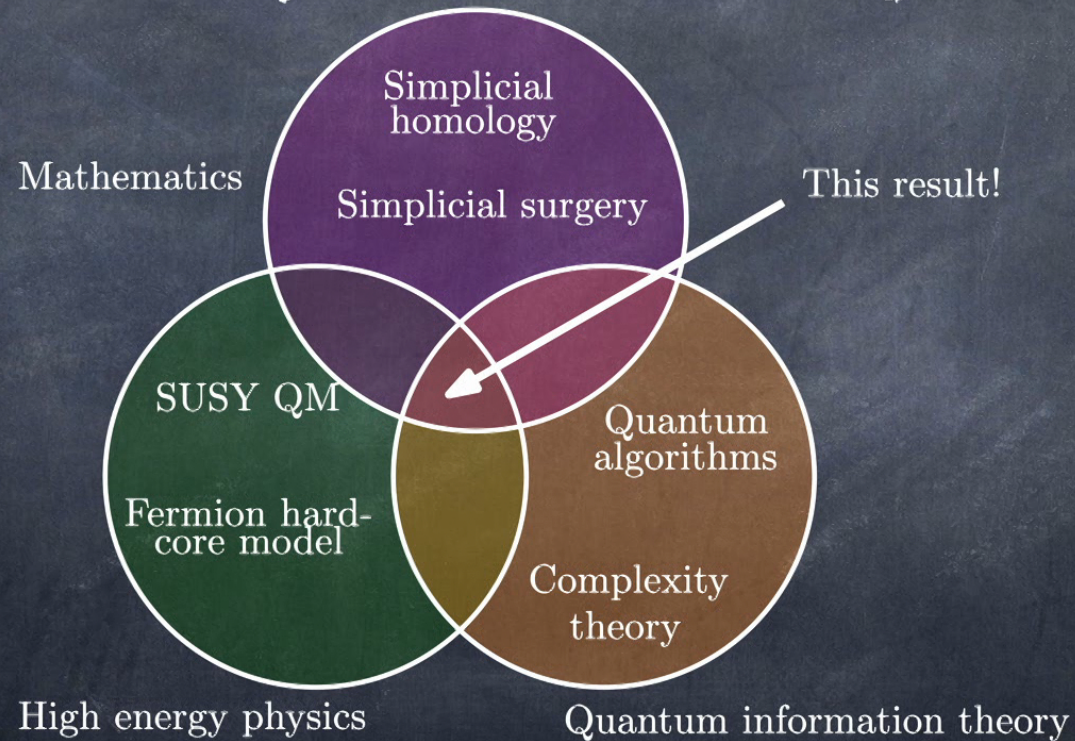 Simplicial
homology
Mathematics
Simplicial surgery
This result!
SUSY QM
Quantum
algorithms
Fermion hard-
core model
Complexity
theory
High energy physics
Quantum information theory